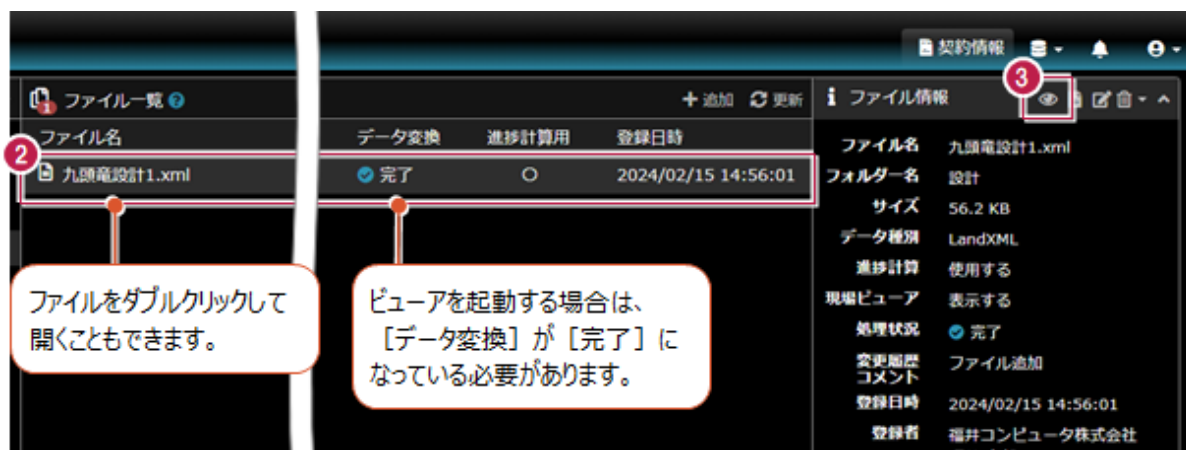 契約情報
3
1
ファイル一覧 ?
+ 追加 更新
i ファイル情報
ファイル名 データ変換 進捗計算用 登録日時
2
九頭竜設計1.xml 完了 ○ 2024/02/15 14:56:01
ファイルをダブルクリックして
開くこともできます。
ビューアを起動する場合は、
[データ変換]が[完了]に
なっている必要があります。
ファイル名 九頭竜設計1.xml
フォルダー名 設計
サイズ 56.2 KB
データ種別 LandXML
進捗計算 使用する
現場ビューア 表示する
処理状況 完了
変更履歴 ファイル追加
コメント
登録日時 2024/02/15 14:56:01
登録者 福井コンピュータ株式会社